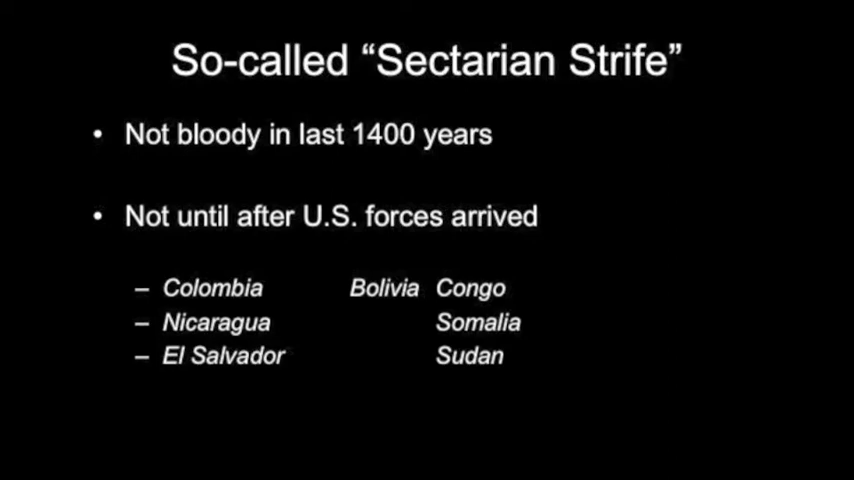 So-called “Sectarian Strife”
• Not bloody in last 1400 years
• Not until after U.S. forces arrived
– Colombia Bolivia Congo
– Nicaragua Somalia
– El Salvador Sudan